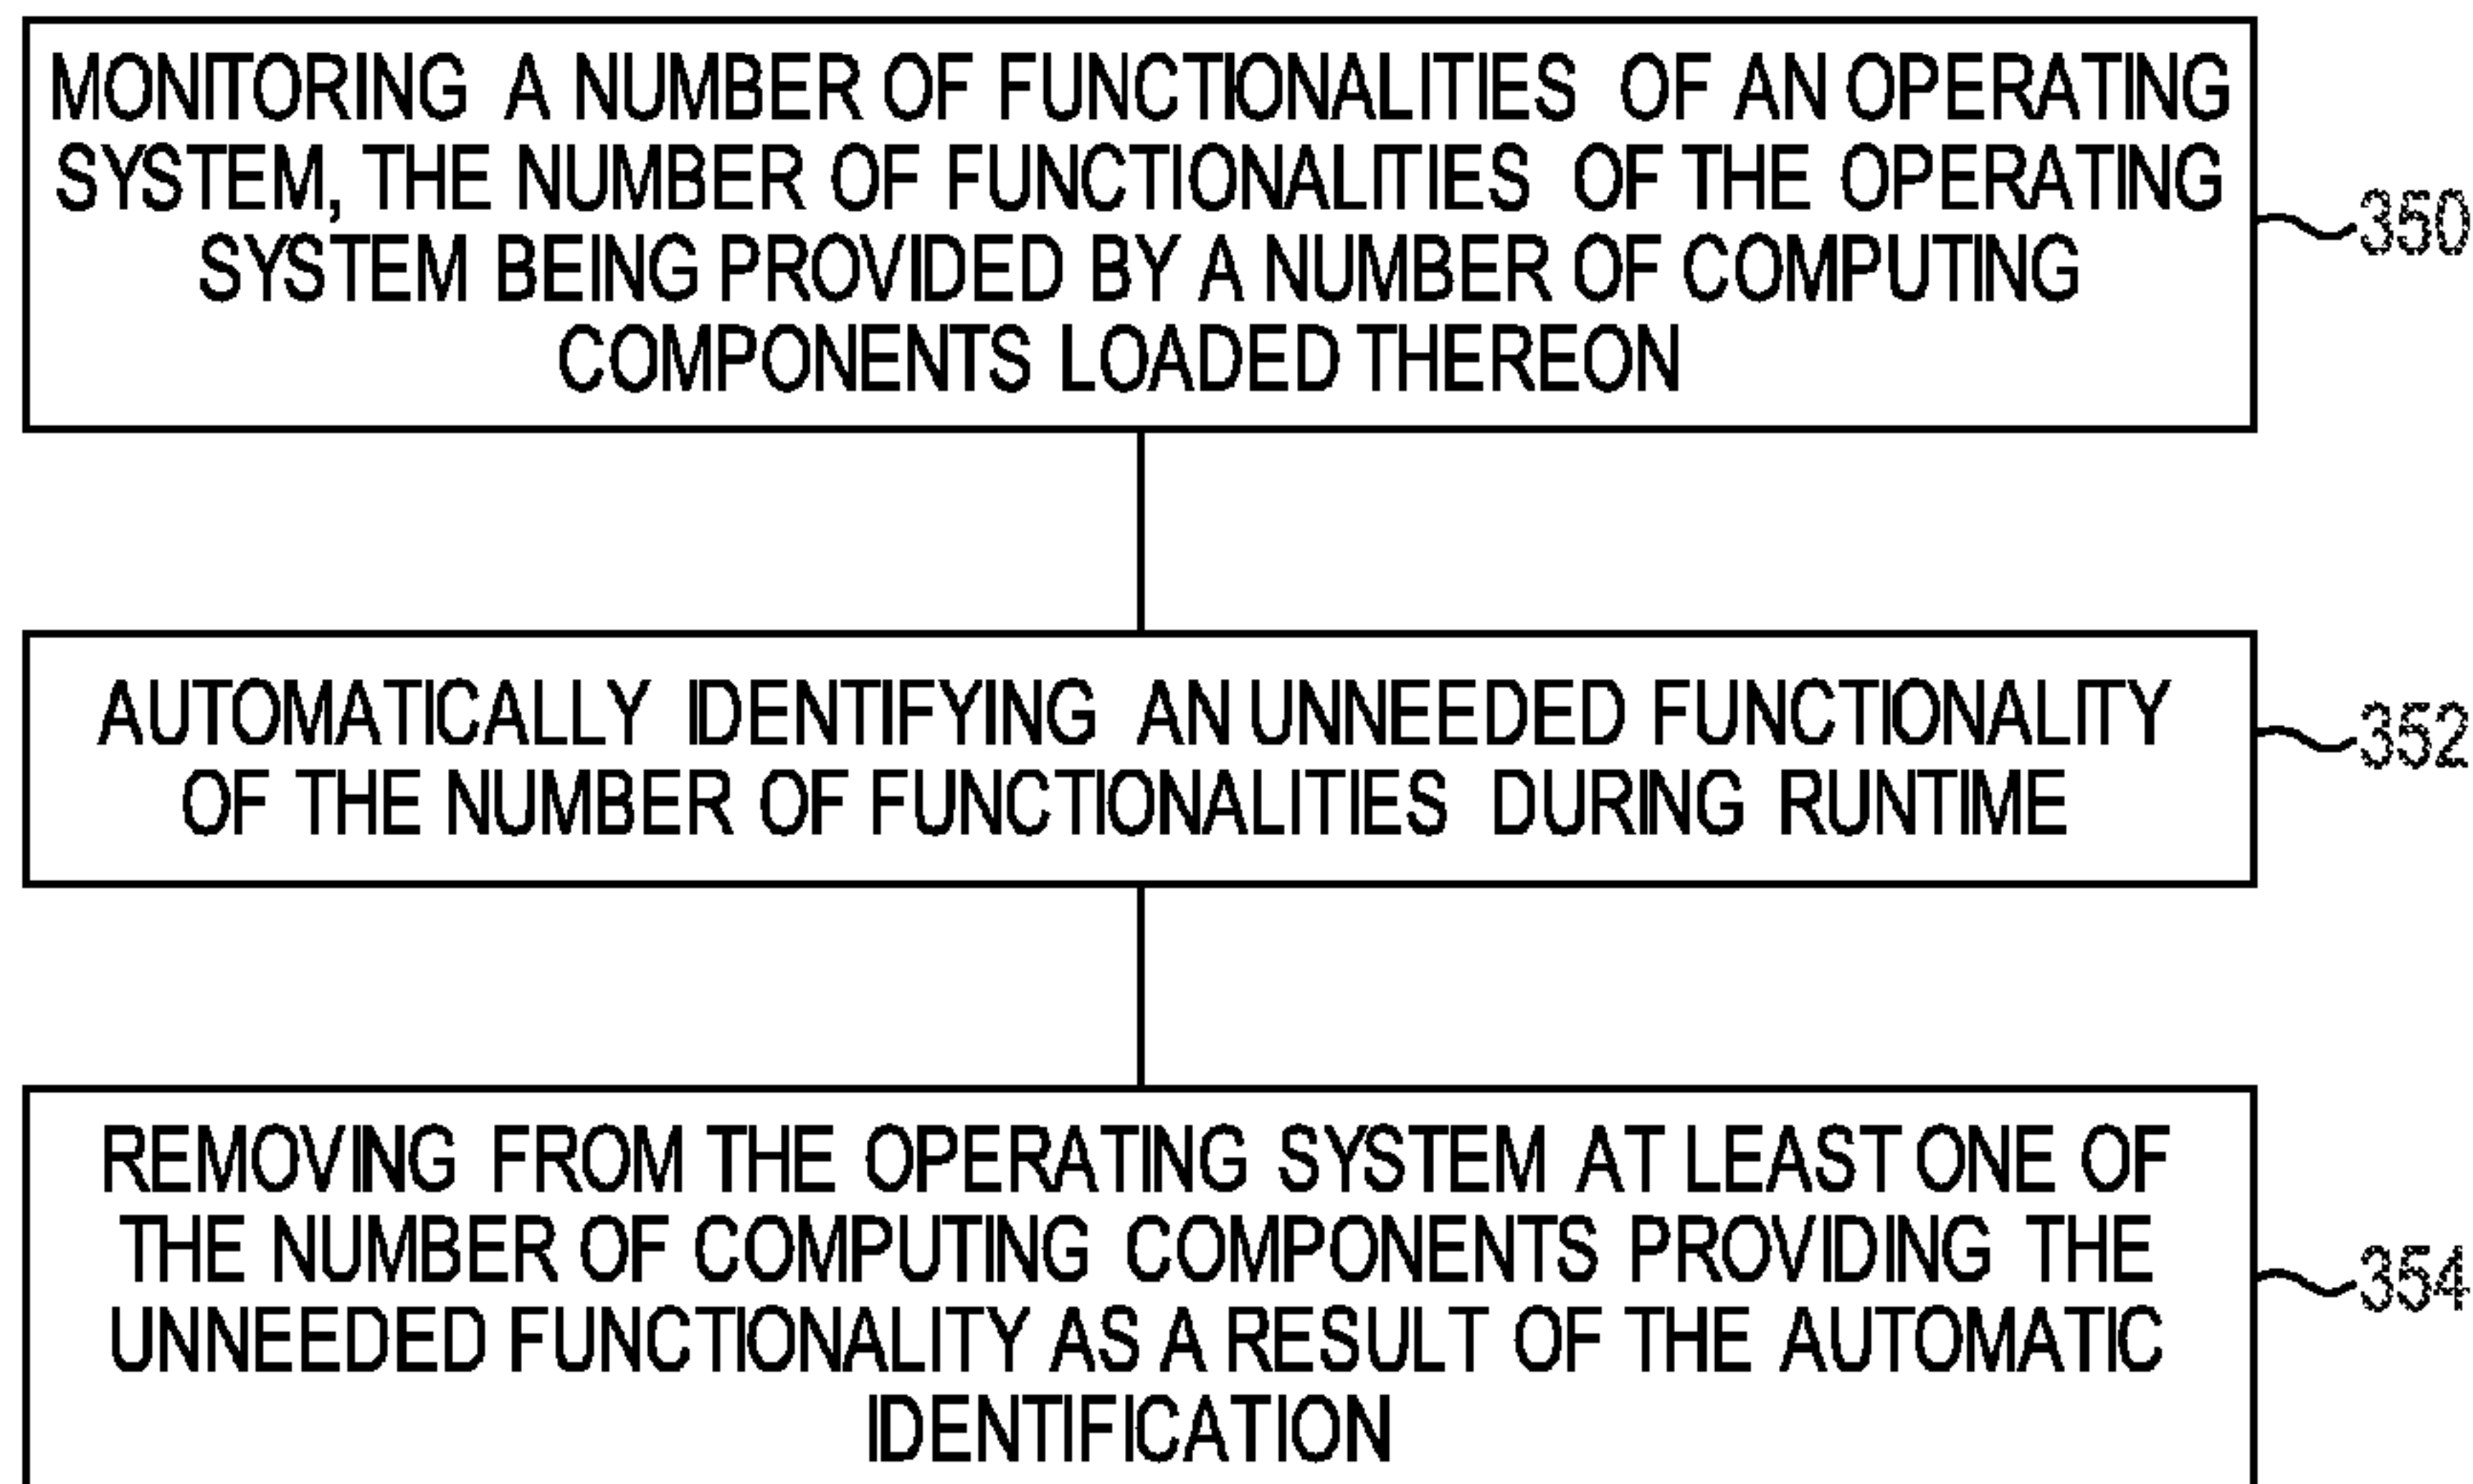 MONITORING A NUMBER OF FUNCTIONALITIES OF AN OPERATING
SYSTEM, THE NUMBER OF FUNCTIONALITIES OF THE OPERATING
SYSTEM BEING PROVIDED BY A NUMBER OF COMPUTING
COMPONENTS LOADED THEREON
350
AUTOMATICALLY IDENTIFYING AN UNNEEDED FUNCTIONALITY
OF THE NUMBER OF FUNCTIONALITIES DURING RUNTIME
352
REMOVING FROM THE OPERATING SYSTEM AT LEAST ONE OF
THE NUMBER OF COMPUTING COMPONENTS PROVIDING THE
UNNEEDED FUNCTIONALITY AS A RESULT OF THE AUTOMATIC
IDENTIFICATION
354